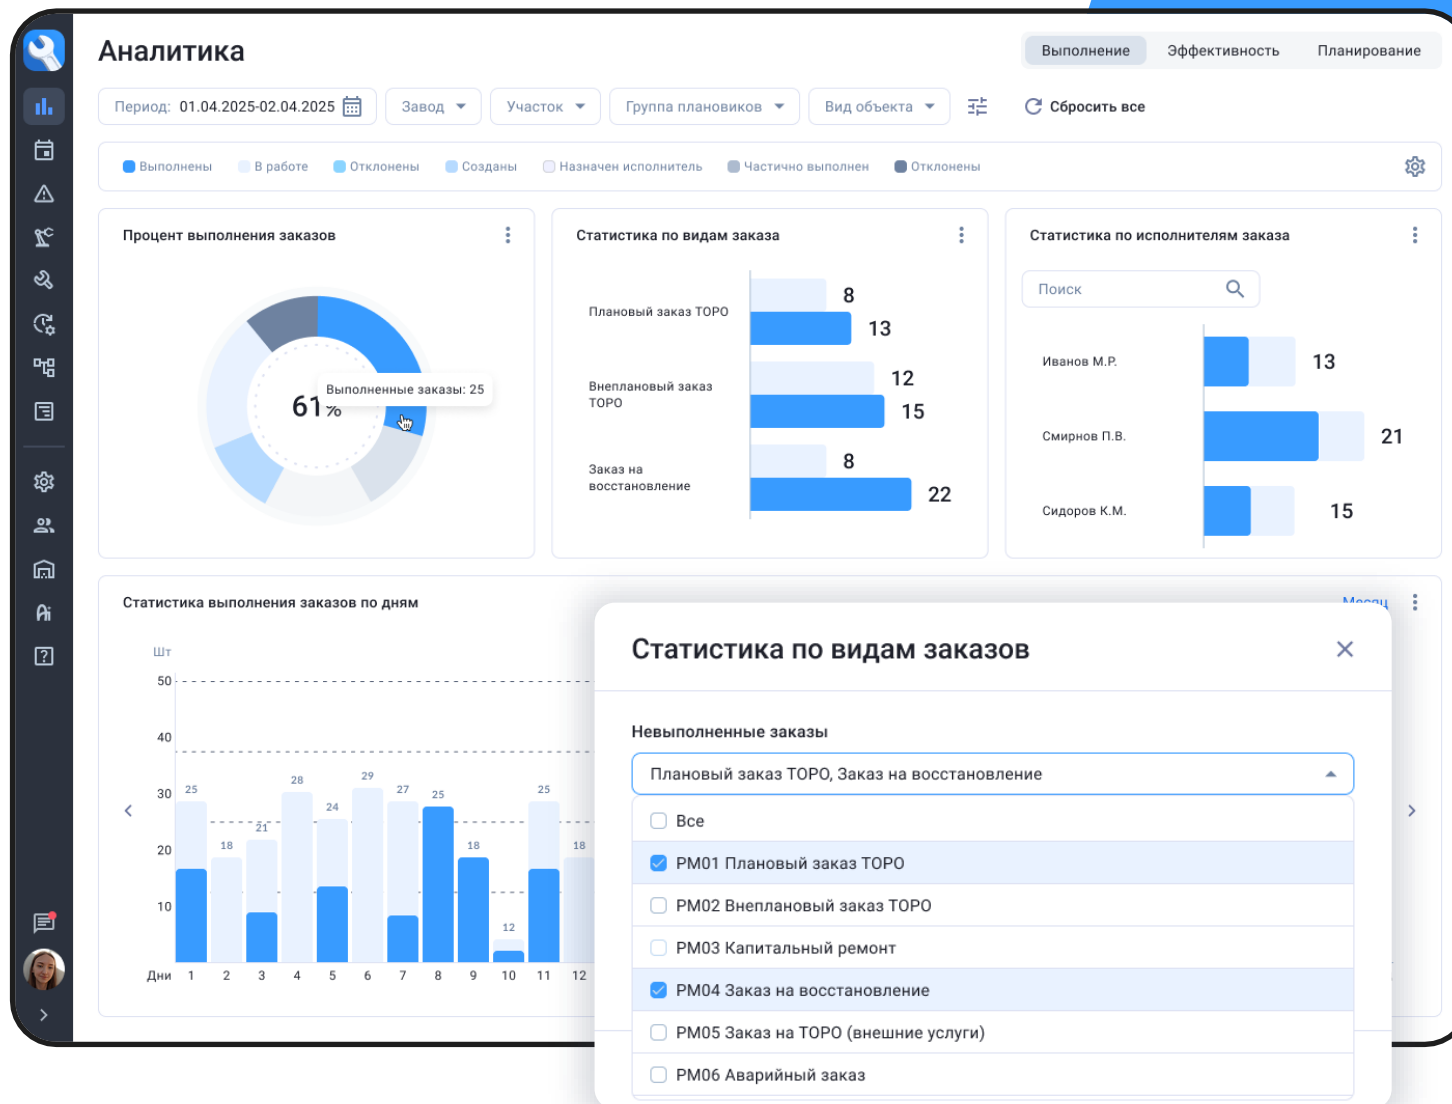 Аналитика
Выполнение Эффективность Планирование
Период: 01.04.2025-02.04.2025 Завод Участок Группа плановиков Вид объекта Сбросить все
Выполнены В работе Отклонены Созданы Назначен исполнитель Частично выполнен Отклонены
Процент выполнения заказов
61%
Выполненные заказы: 25
Статистика по видам заказа
Плановый заказ ТОРО
8
13
Внеплановый заказ
ТОРО
12
15
Заказ на
восстановление
8
22
Статистика по исполнителям заказа
Поиск
Иванов М.Р. 13
Смирнов П.В. 21
Сидоров К.М. 15
Статистика выполнения заказов по дням
Месяц
Шт
50
40
30
20
10
25 18 21 28 24 29 27 25 18 12 25 18
Дни 1 2 3 4 5 6 7 8 9 10 11 12
Ai
Статистика по видам заказов
Невыполненные заказы
Плановый заказ ТОРО, Заказ на восстановление
Все
PM01 Плановый заказ ТОРО
PM02 Внеплановый заказ ТОРО
PM03 Капитальный ремонт
PM04 Заказ на восстановление
PM05 Заказ на ТОРО (внешние услуги)
PM06 Аварийный заказ